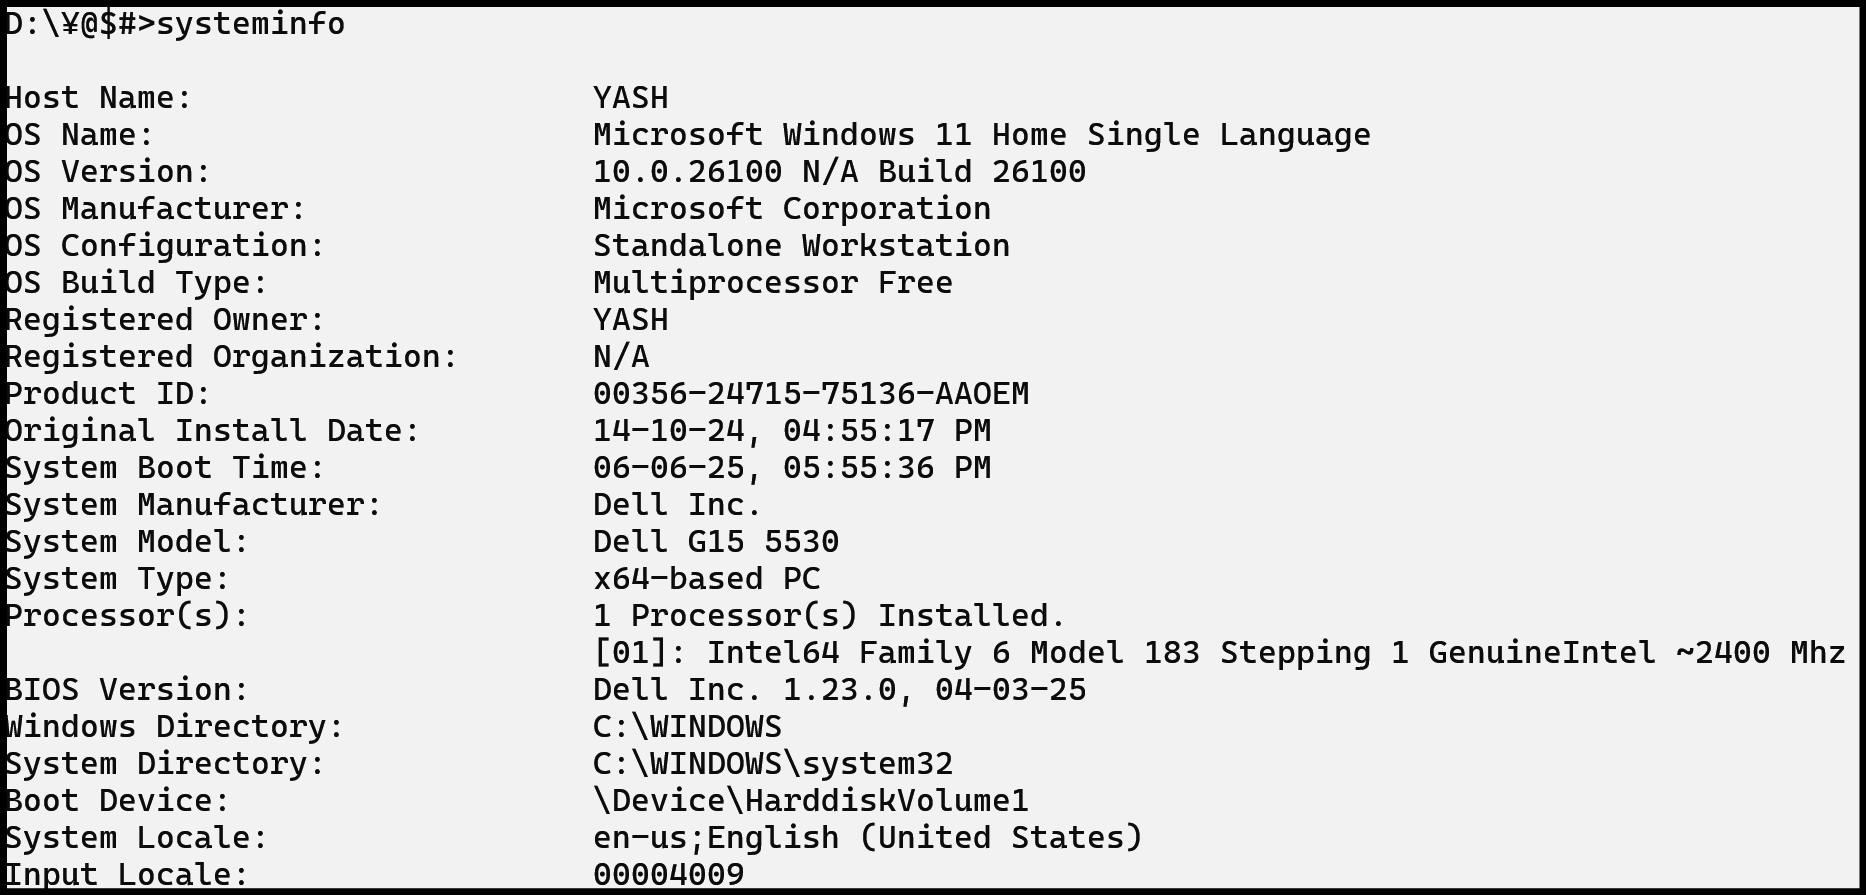 D:\¥@$#>systeminfo
Host Name: YASH
OS Name: Microsoft Windows 11 Home Single Language
OS Version: 10.0.26100 N/A Build 26100
OS Manufacturer: Microsoft Corporation
OS Configuration: Standalone Workstation
OS Build Type: Multiprocessor Free
Registered Owner: YASH
Registered Organization: N/A
Product ID: 00356-24715-75136-AAOEM
Original Install Date: 14-10-24, 04:55:17 PM
System Boot Time: 06-06-25, 05:55:36 PM
System Manufacturer: Dell Inc.
System Model: Dell G15 5530
System Type: x64-based PC
Processor(s): 1 Processor(s) Installed.
[01]: Intel64 Family 6 Model 183 Stepping 1 GenuineIntel ~2400 Mhz
BIOS Version: Dell Inc. 1.23.0, 04-03-25
Windows Directory: C:\WINDOWS
System Directory: C:\WINDOWS\system32
Boot Device: \Device\HarddiskVolume1
System Locale: en-us;English (United States)
Input Locale: 00004009